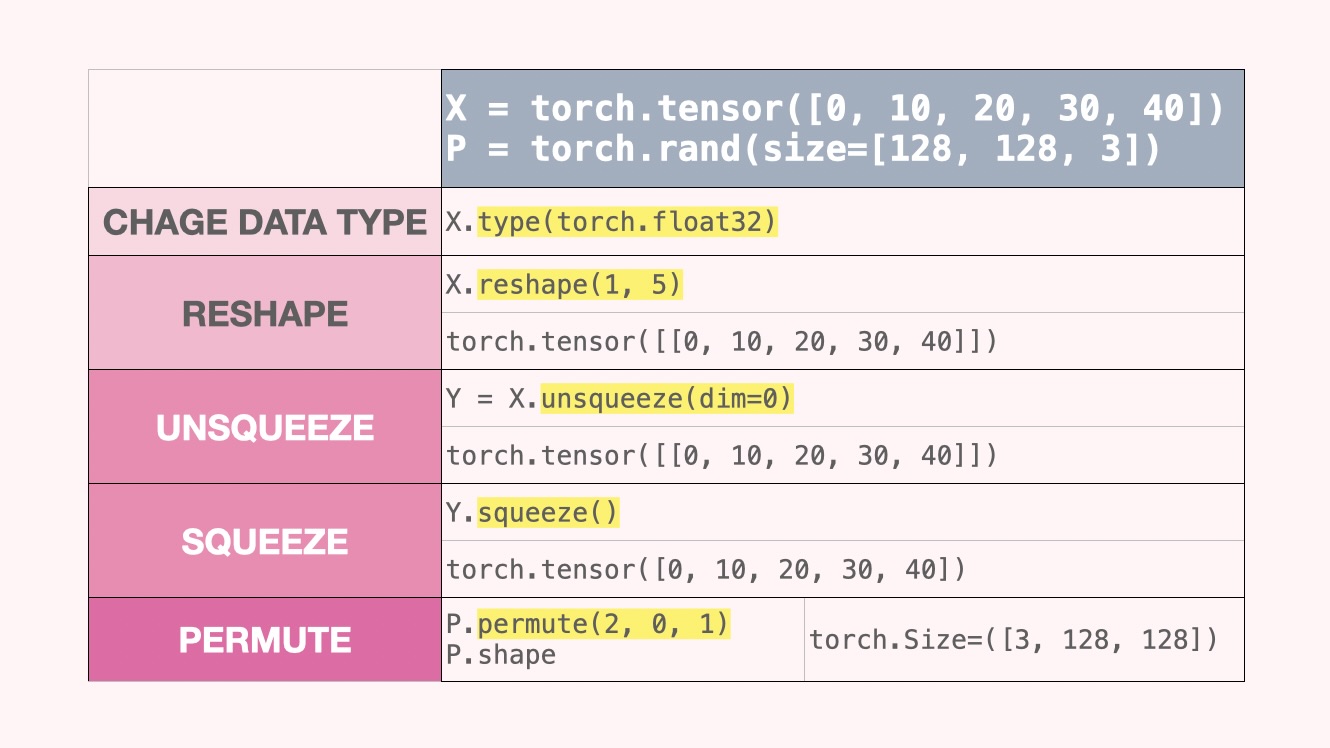 X = torch.tensor([0, 10, 20, 30, 40])
P = torch.rand(size=[128, 128, 3])
CHAGE DATA TYPE
X.type(torch.float32)
RESHAPE
X.reshape(1, 5)
torch.tensor([[0, 10, 20, 30, 40]])
UNSQUEEZE
Y = X.unsqueeze(dim=0)
torch.tensor([[0, 10, 20, 30, 40]])
SQUEEZE
Y.squeeze()
torch.tensor([0, 10, 20, 30, 40])
PERMUTE
P.permute(2, 0, 1)
P.shape
torch.Size=([3, 128, 128])